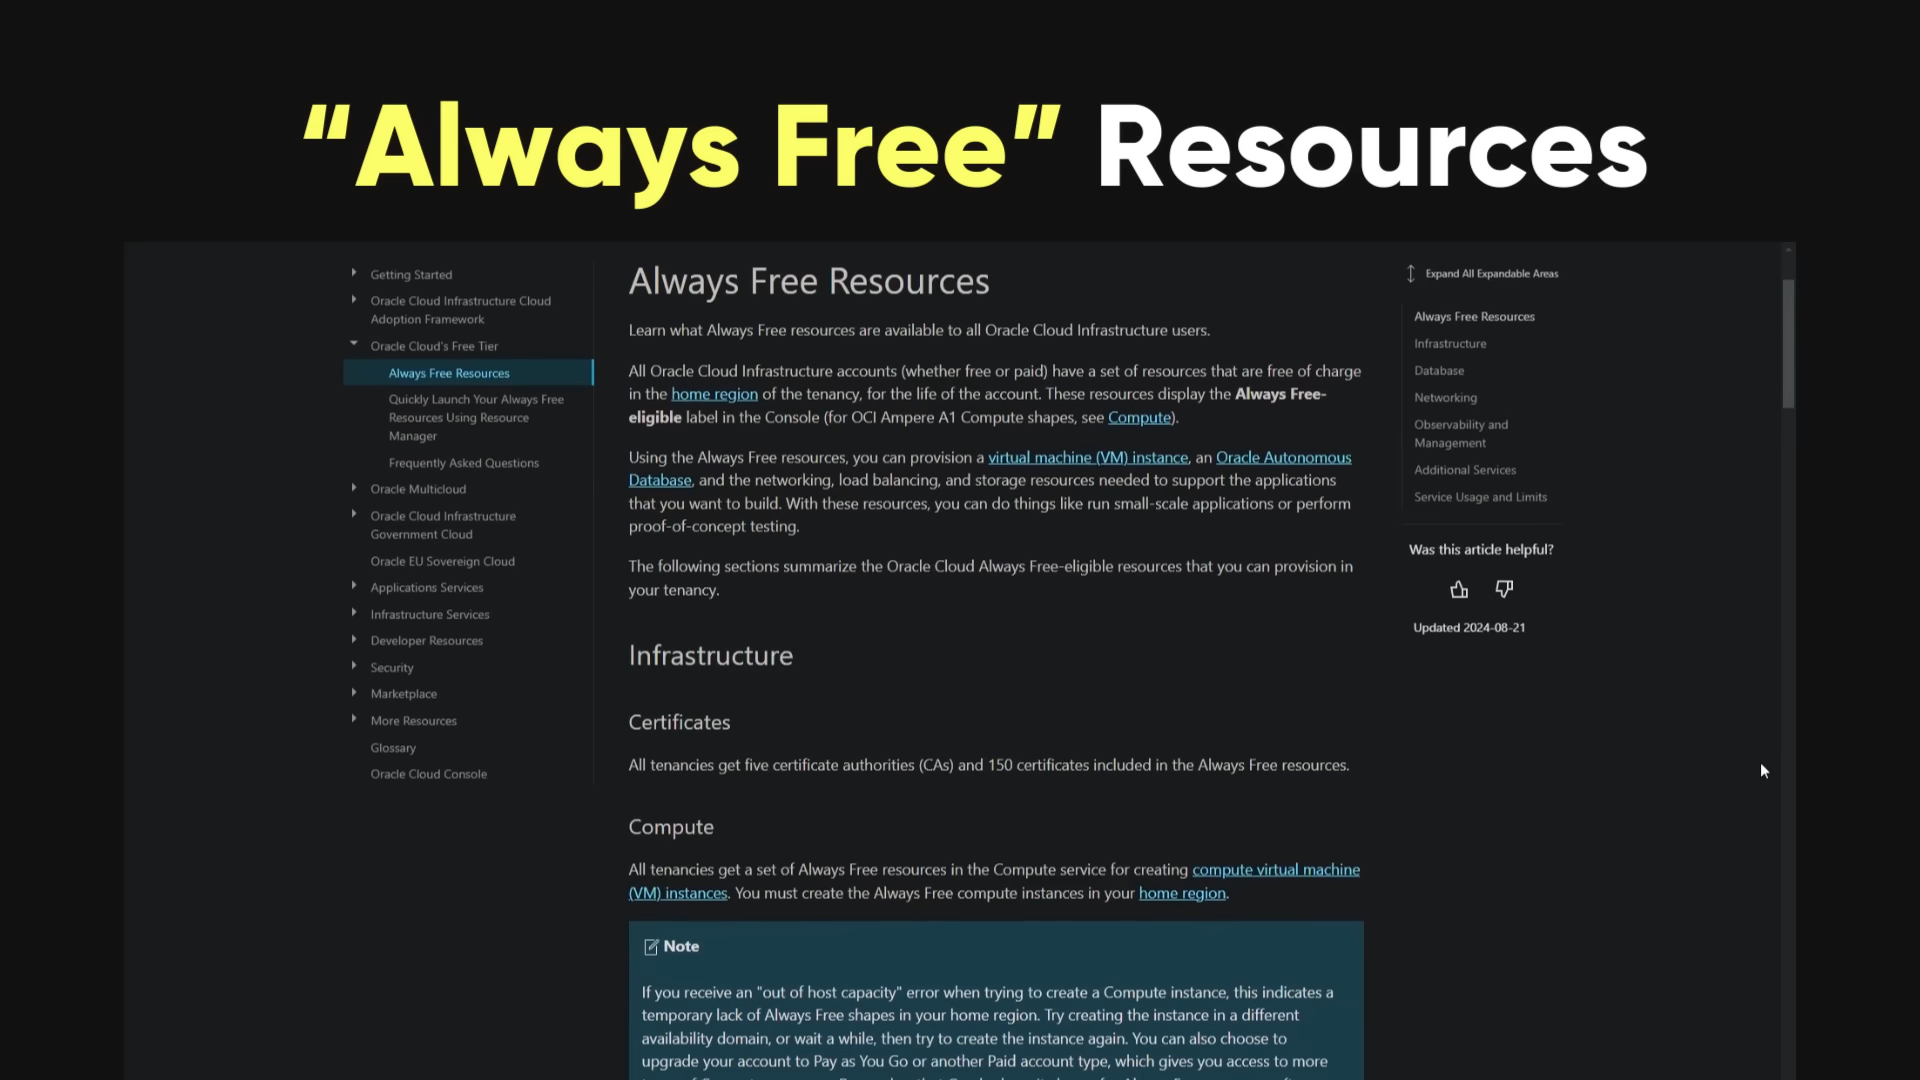 “Always Free” Resources
Getting Started
Oracle Cloud Infrastructure Cloud
Adoption Framework
Oracle Cloud's Free Tier
Always Free Resources
Quickly Launch Your Always Free
Resources Using Resource
Manager
Frequently Asked Questions
Oracle Multicloud
Oracle Cloud Infrastructure
Government Cloud
Oracle EU Sovereign Cloud
Applications Services
Infrastructure Services
Developer Resources
Security
Marketplace
More Resources
Glossary
Oracle Cloud Console
Always Free Resources
Learn what Always Free resources are available to all Oracle Cloud Infrastructure users.
All Oracle Cloud Infrastructure accounts (whether free or paid) have a set of resources that are free of charge
in the home region of the tenancy, for the life of the account. These resources display the Always Free-
eligible label in the Console (for OCI Ampere A1 Compute shapes, see Compute).
Using the Always Free resources, you can provision a virtual machine (VM) instance, an Oracle Autonomous
Database, and the networking, load balancing, and storage resources needed to support the applications
that you want to build. With these resources, you can do things like run small-scale applications or perform
proof-of-concept testing.
The following sections summarize the Oracle Cloud Always Free-eligible resources that you can provision in
your tenancy.
Infrastructure
Certificates
All tenancies get five certificate authorities (CAs) and 150 certificates included in the Always Free resources.
Compute
All tenancies get a set of Always Free resources in the Compute service for creating compute virtual machine
(VM) instances. You must create the Always Free compute instances in your home region.
Note
If you receive an "out of host capacity" error when trying to create a Compute instance, this indicates a
temporary lack of Always Free shapes in your home region. Try creating the instance in a different
availability domain, or wait a while, then try to create the instance again. You can also choose to
upgrade your account to Pay as You Go or another Paid account type, which gives you access to more
Expand All Expandable Areas
Always Free Resources
Infrastructure
Database
Networking
Observability and
Management
Additional Services
Service Usage and Limits
Was this article helpful?
Updated 2024-08-21